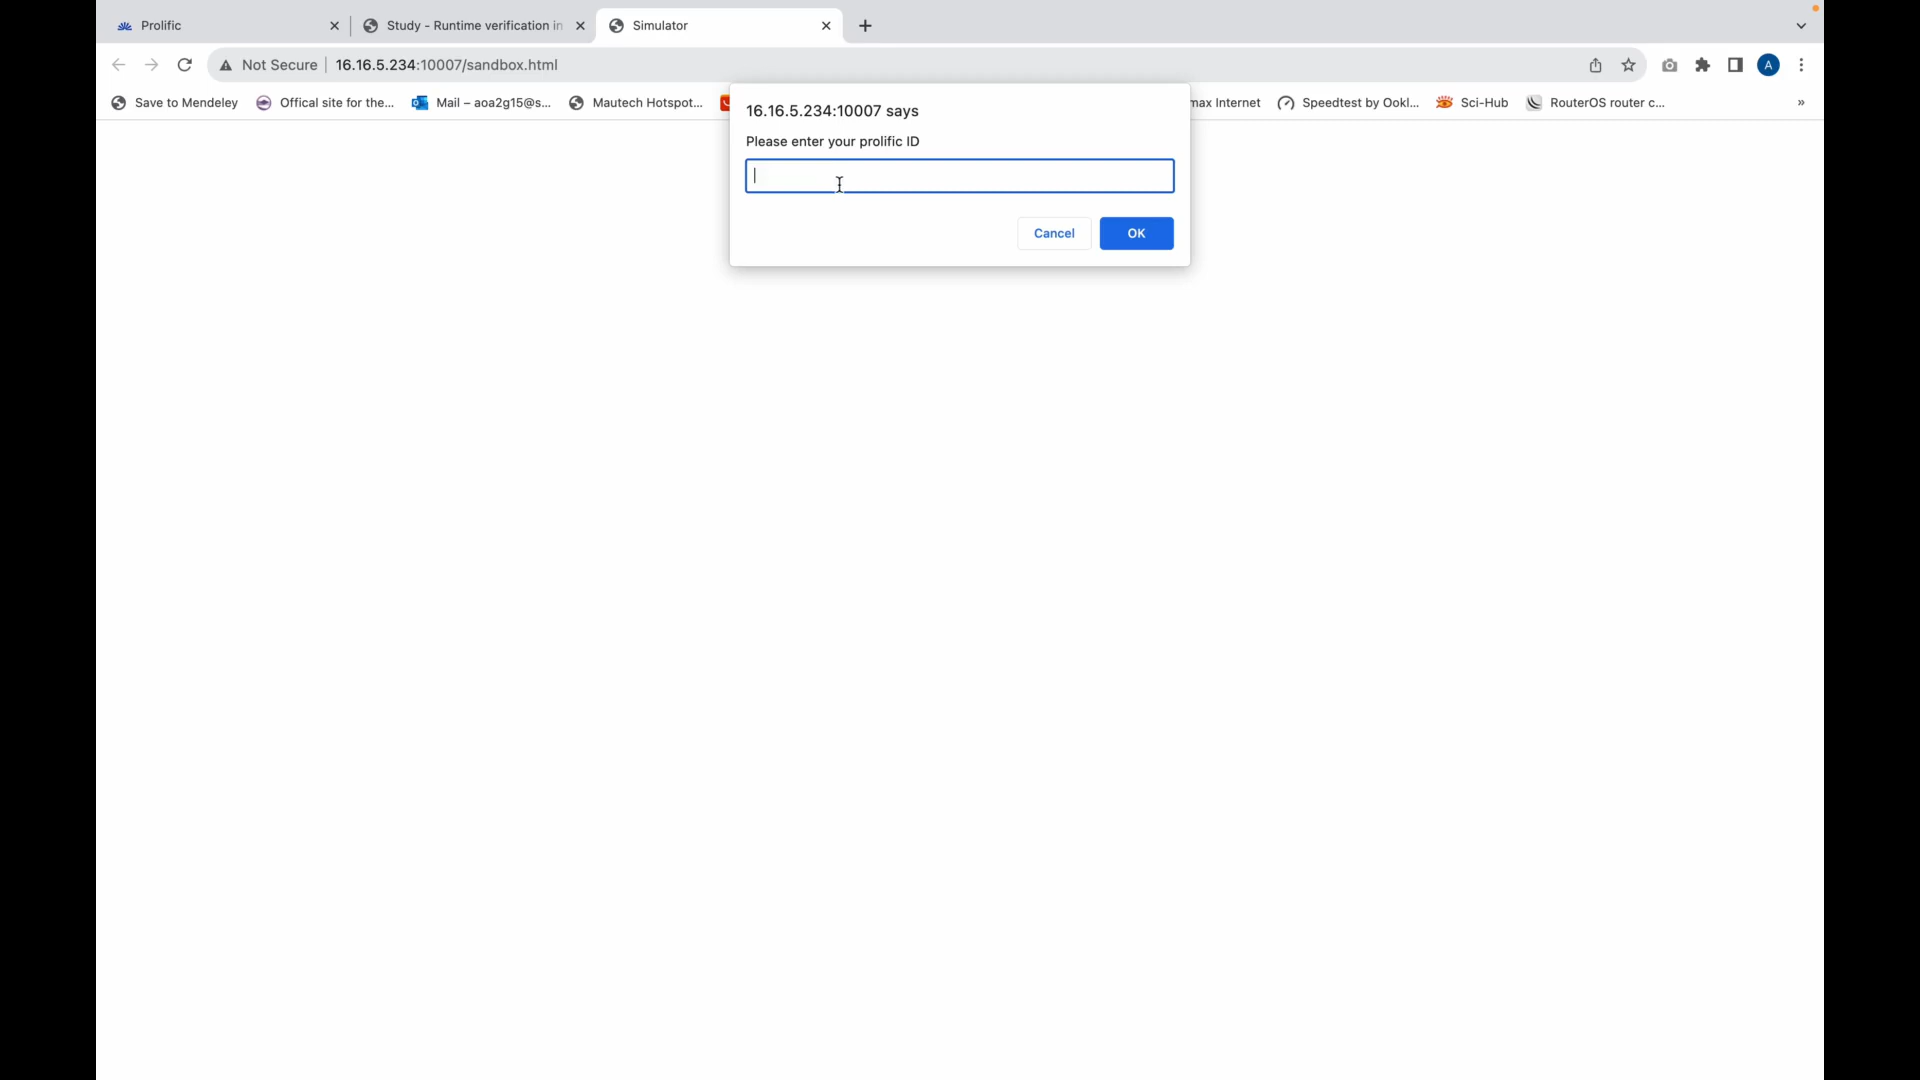 Prolific
Study - Runtime verification in
Simulator
Not Secure
16.16.5.234:10007/sandbox.html
A
Save to Mendeley
Offical site for the...
Mail – aoa2g15@s...
Mautech Hotspot...
max Internet
Speedtest by Ookl...
Sci-Hub
RouterOS router c...
»
16.16.5.234:10007 says
Please enter your prolific ID
Cancel
OK